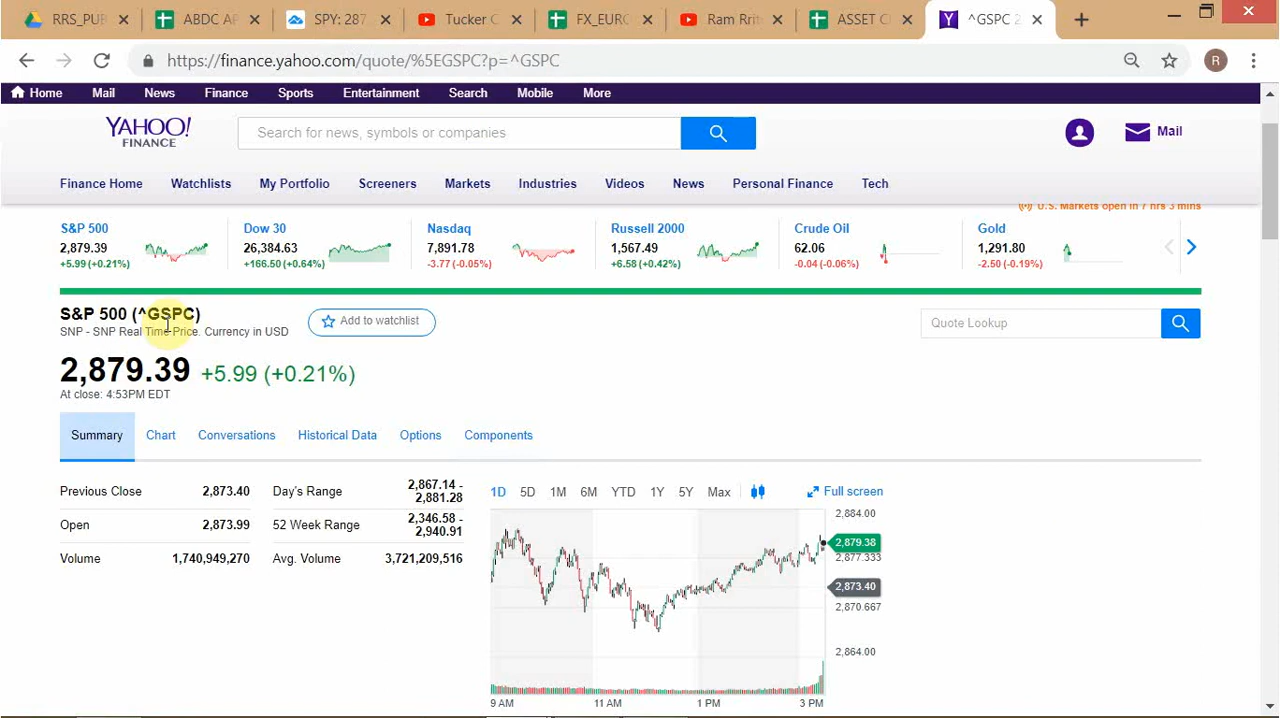 RRS_PUR
ABDC AP
SPY: 287
Tucker C
FX_EURC
Ram Rrit
ASSET CL
^GSPC 2
https://finance.yahoo.com/quote/%5EGSPC?p=^GSPC
R
Home Mail News Finance Sports Entertainment Search Mobile More
YAHOO!
FINANCE
Search for news, symbols or companies
Mail
Finance Home Watchlists My Portfolio Screeners Markets Industries Videos News Personal Finance Tech
U.S. Markets open in 7 hrs 3 mins
S&P 500
2,879.39
+5.99 (+0.21%)
Dow 30
26,384.63
+166.50 (+0.64%)
Nasdaq
7,891.78
-3.77 (-0.05%)
Russell 2000
1,567.49
+6.58 (+0.42%)
Crude Oil
62.06
-0.04 (-0.06%)
Gold
1,291.80
-2.50 (-0.19%)
S&P 500 (^GSPC)
SNP - SNP Real Time Price. Currency in USD
Add to watchlist
Quote Lookup
2,879.39 +5.99 (+0.21%)
At close: 4:53PM EDT
Summary Chart Conversations Historical Data Options Components
Previous Close 2,873.40
Open 2,873.99
Volume 1,740,949,270
Day's Range 2,867.14 -
2,881.28
52 Week Range 2,346.58 -
2,940.91
Avg. Volume 3,721,209,516
1D 5D 1M 6M YTD 1Y 5Y Max
Full screen
2,884.00
2,879.38
2,877.333
2,873.40
2,870.667
2,864.00
9 AM 11 AM 1 PM 3 PM